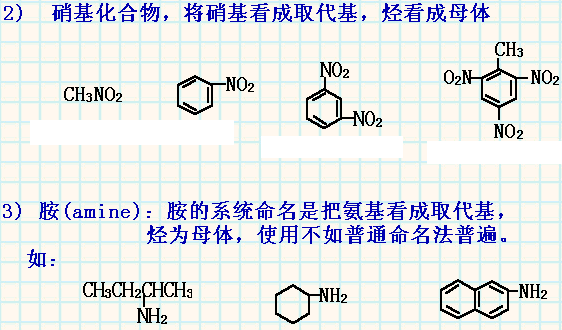 2) 硝基化合物，将硝基看成取代基，烃看成母体
CH₃NO₂
NO₂
NO₂
NO₂
CH₃
O₂N
NO₂
NO₂
3) 胺(amine)：胺的系统命名是把氨基看成取代基，
烃为母体，使用不如普通命名法普遍。
如：
CH₃CH₂CHCH₃
NH₂
NH₂
NH₂